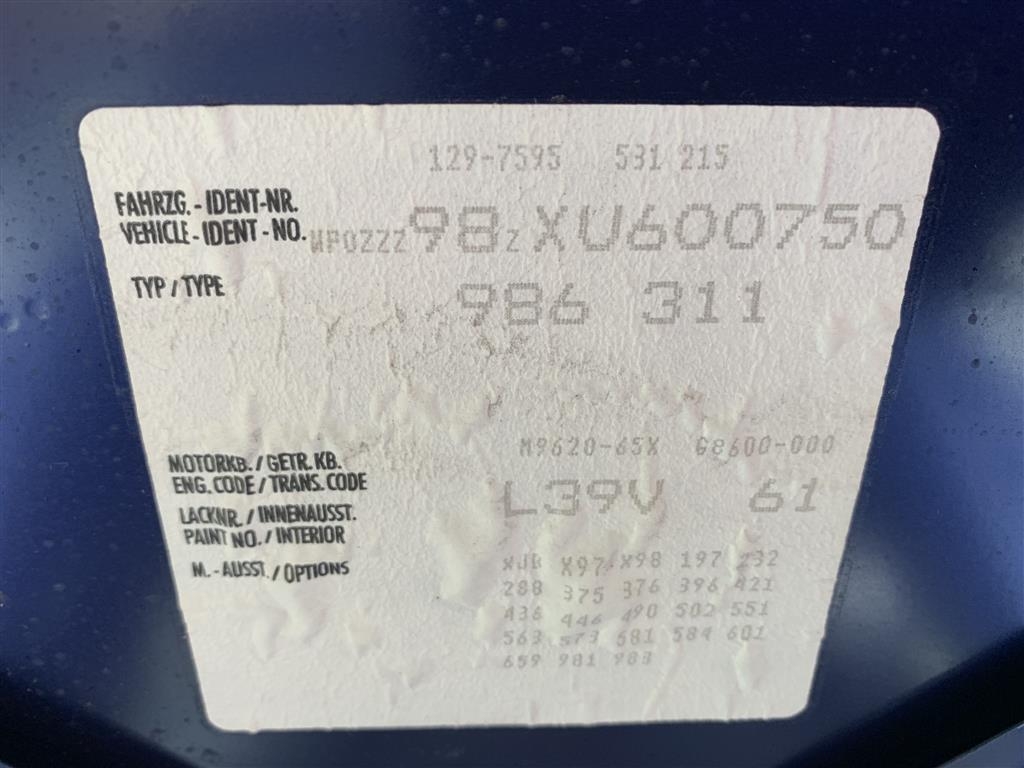 129-7595 531 215
FAHRZG. - IDENT-NR.
VEHICLE - IDENT - NO. WP0ZZZ98ZXU600750
TYP / TYPE 986 311
MOTORKB. / GETR. KB. M9620-65X G8600-000
ENG. CODE / TRANS. CODE
LACKNR. / INNENAUSST. L39V 61
PAINT NO. / INTERIOR
M. - AUSST. / OPTIONS X97 X98 197 232
288 375 376 396 421
436 446 490 502 551
563 573 681 584 601
659 981 983